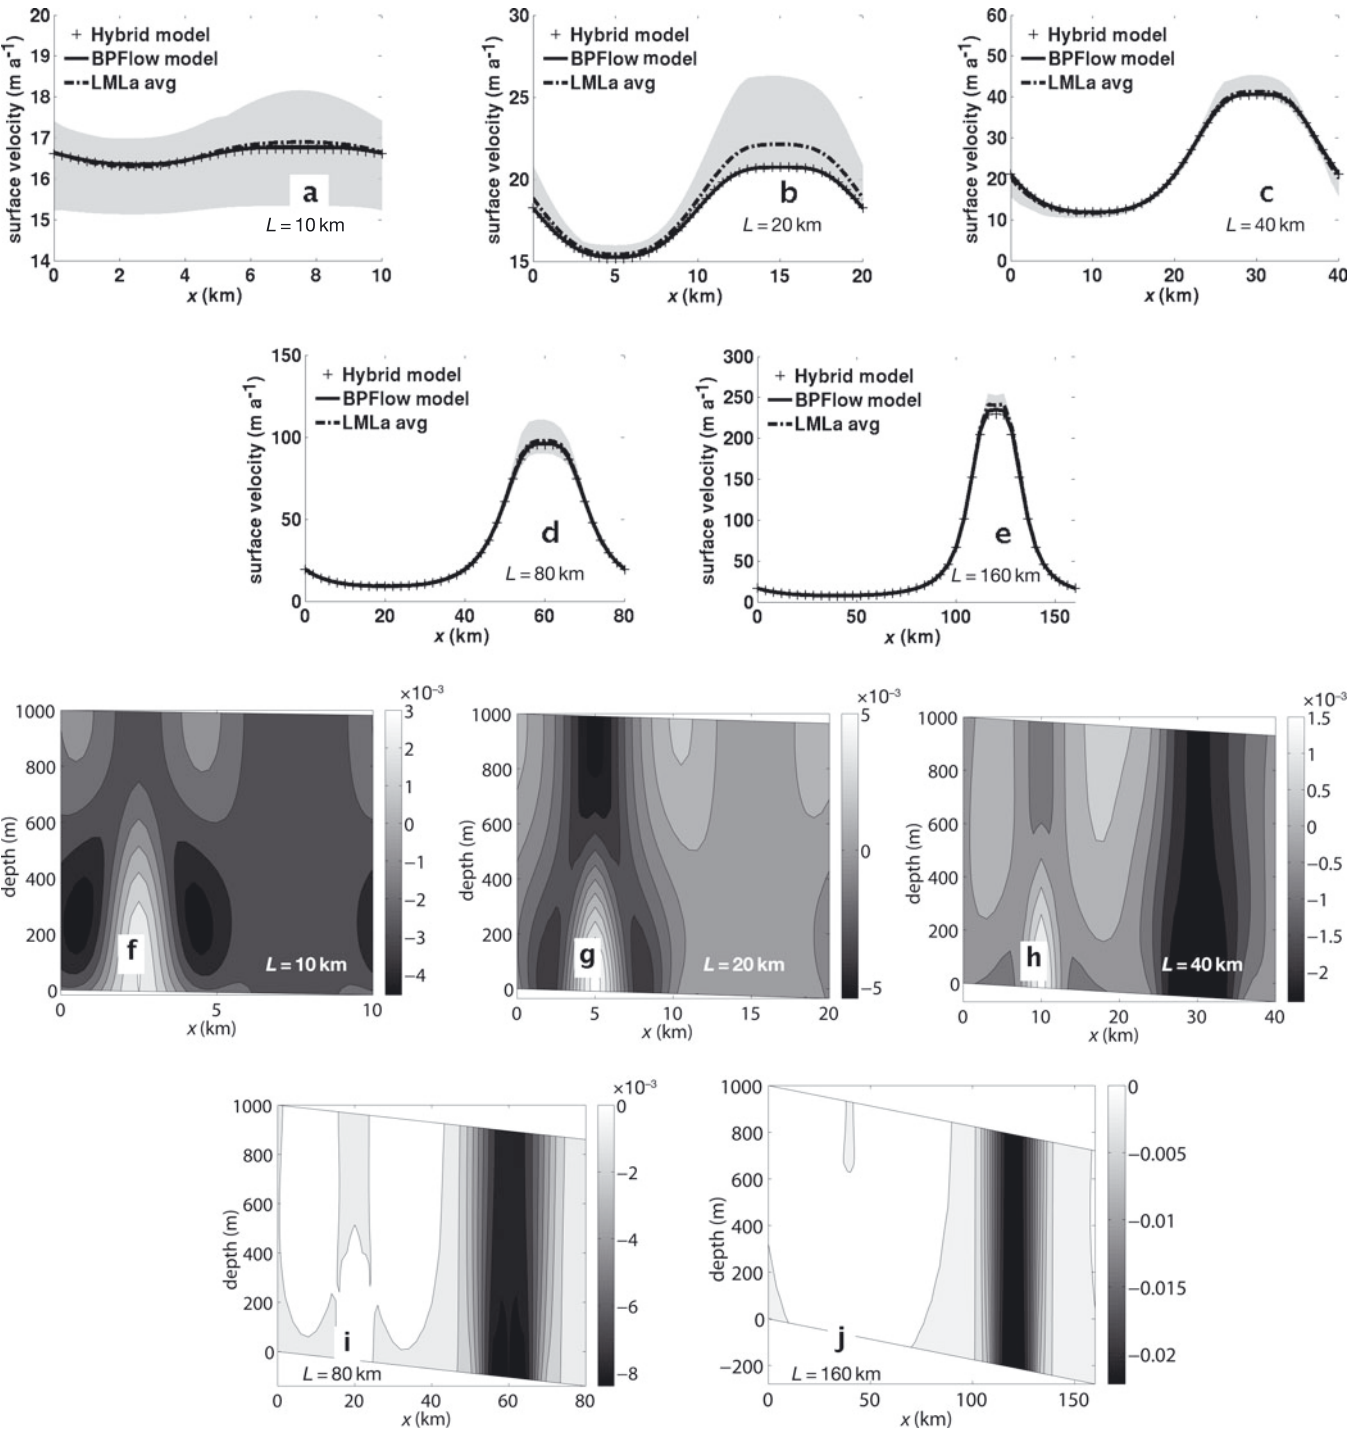 20
19
18
17
16
15
14
surface velocity (m a⁻¹)
+ Hybrid model
BPFlow model
LMLa avg
a
L = 10 km
0 2 4 6 8 10
x (km)
30
25
20
15
surface velocity (m a⁻¹)
+ Hybrid model
BPFlow model
LMLa avg
b
L = 20 km
0 5 10 15 20
x (km)
60
50
40
30
20
10
0
surface velocity (m a⁻¹)
+ Hybrid model
BPFlow model
LMLa avg
c
L = 40 km
0 10 20 30 40
x (km)
150
100
50
0
surface velocity (m a⁻¹)
+ Hybrid model
BPFlow model
LMLa avg
d
L = 80 km
0 20 40 60 80
x (km)
300
250
200
150
100
50
0
surface velocity (m a⁻¹)
+ Hybrid model
BPFlow model
LMLa avg
e
L = 160 km
0 50 100 150
x (km)
1000
800
600
400
200
0
depth (m)
f
L = 10 km
0 5 10
x (km)
×10⁻³
3
2
1
0
−1
−2
−3
−4
1000
800
600
400
200
0
depth (m)
g
L = 20 km
0 5 10 15 20
x (km)
×10⁻³
5
0
−5
1000
800
600
400
200
0
depth (m)
h
L = 40 km
0 10 20 30 40
x (km)
×10⁻³
1.5
1
0.5
0
−0.5
−1
−1.5
−2
1000
800
600
400
200
0
depth (m)
i
L = 80 km
0 20 40 60 80
x (km)
×10⁻³
0
−2
−4
−6
−8
1000
800
600
400
200
0
−200
depth (m)
j
L = 160 km
0 50 100 150
x (km)
0
−0.005
−0.01
−0.015
−0.02